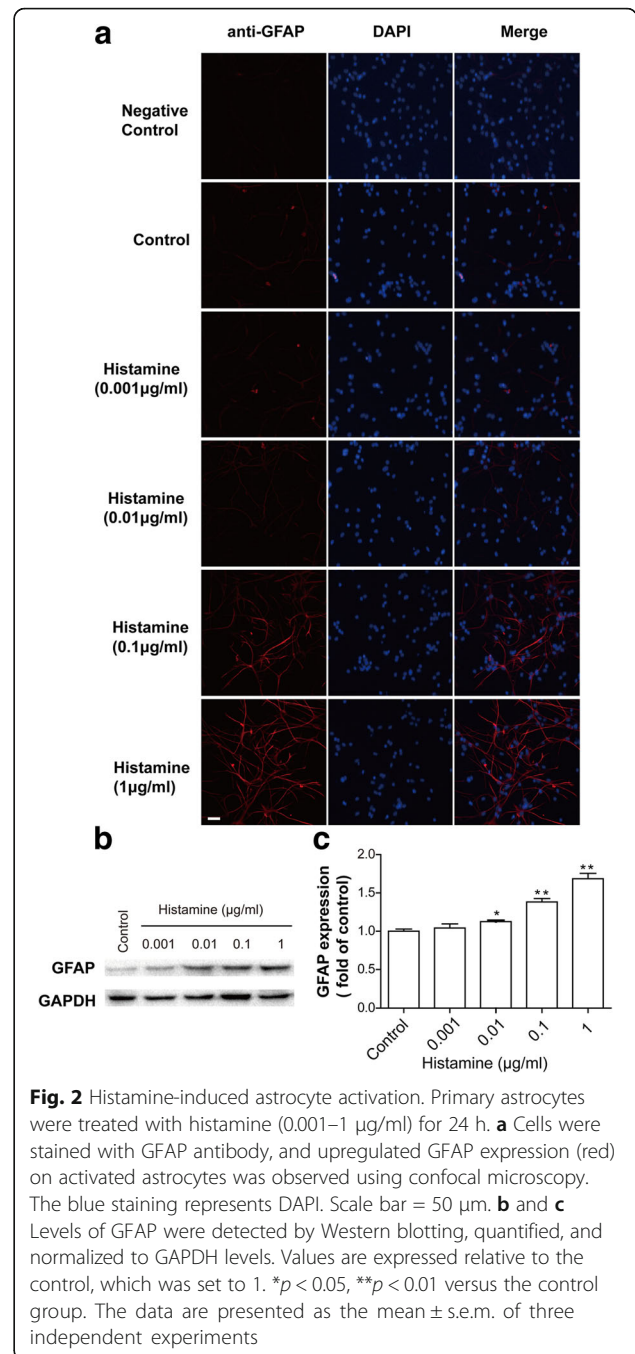 a
anti-GFAP DAPI Merge
Negative
Control
Control
Histamine
(0.001µg/ml)
Histamine
(0.01µg/ml)
Histamine
(0.1µg/ml)
Histamine
(1µg/ml)
b
Control
Histamine (µg/ml)
0.001 0.01 0.1 1
GFAP
GAPDH
c
GFAP expression
( fold of control)
2.0
1.5
1.0
0.5
0.0
* ** **
Control 0.001 0.01 0.1 1
Histamine (µg/ml)
Fig. 2 Histamine-induced astrocyte activation. Primary astrocytes
were treated with histamine (0.001–1 µg/ml) for 24 h. a Cells were
stained with GFAP antibody, and upregulated GFAP expression (red)
on activated astrocytes was observed using confocal microscopy.
The blue staining represents DAPI. Scale bar = 50 µm. b and c
Levels of GFAP were detected by Western blotting, quantified, and
normalized to GAPDH levels. Values are expressed relative to the
control, which was set to 1. *p < 0.05, **p < 0.01 versus the control
group. The data are presented as the mean ± s.e.m. of three
independent experiments